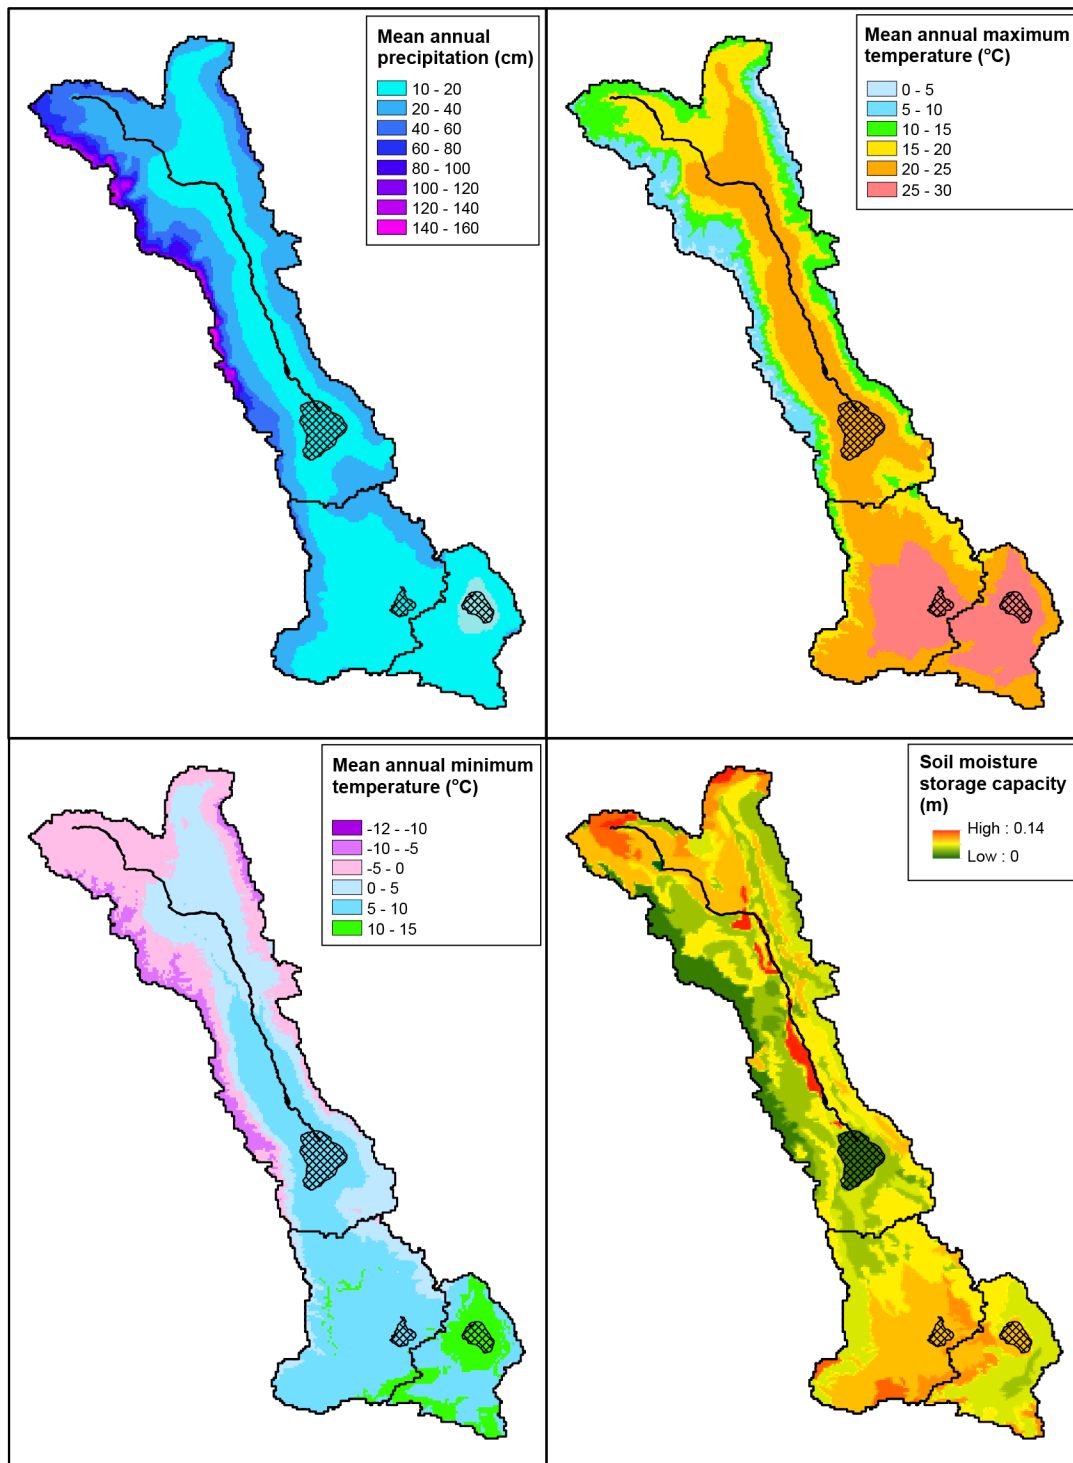 Mean annual
precipitation (cm)
10 - 20
20 - 40
40 - 60
60 - 80
80 - 100
100 - 120
120 - 140
140 - 160
Mean annual maximum
temperature (°C)
0 - 5
5 - 10
10 - 15
15 - 20
20 - 25
25 - 30
Mean annual minimum
temperature (°C)
-12 - -10
-10 - -5
-5 - 0
0 - 5
5 - 10
10 - 15
Soil moisture
storage capacity
(m)
High : 0.14
Low : 0